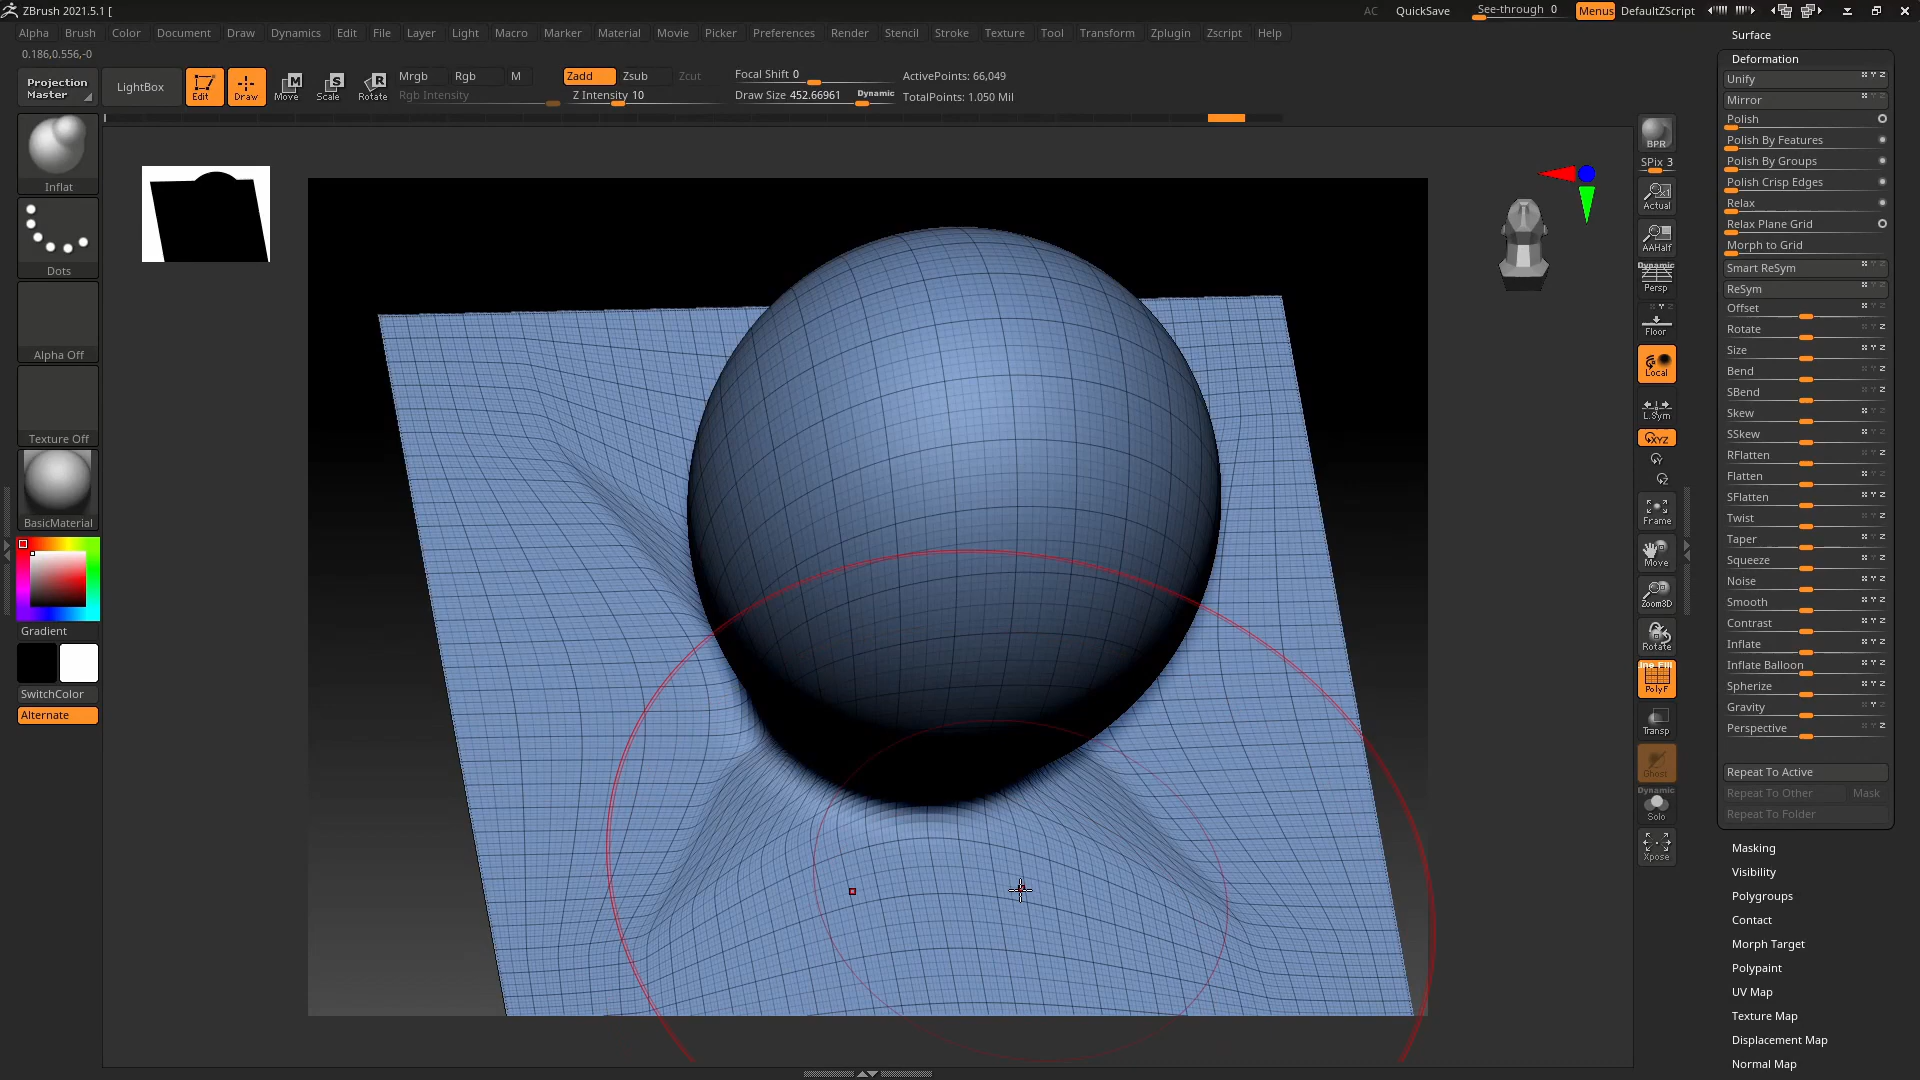 ZBrush 2021.5.1 [
AC QuickSave See-through 0 Menus DefaultZScript
Alpha Brush Color Document Draw Dynamics Edit File Layer Light Macro Marker Material Movie Picker Preferences Render Stencil Stroke Texture Tool Transform Zplugin Zscript Help
0.186,0.556,-0
Projection
Master
LightBox
Edit
Draw
Move
Scale
Rotate
Mrgb Rgb M
Rgb Intensity
Zadd Zsub Zcut
Z Intensity 10
Focal Shift 0
Draw Size 452.66961 Dynamic
ActivePoints: 66,049
TotalPoints: 1.050 Mil
Inflat
Dots
Alpha Off
Texture Off
BasicMaterial
Gradient
SwitchColor
Alternate
BPR
SPix 3
Actual
AAHalf
Dynamic
Persp
Floor
Local
L.Sym
XYZ
Frame
Move
Zoom3D
Rotate
Line Fill
PolyF
Transp
Ghost
Dynamic
Solo
Xpose
Surface
Deformation
Unify
Mirror
Polish
Polish By Features
Polish By Groups
Polish Crisp Edges
Relax
Relax Plane Grid
Morph to Grid
Smart ReSym
ReSym
Offset
Rotate
Size
Bend
SBend
Skew
SSkew
RFlatten
Flatten
SFlatten
Twist
Taper
Squeeze
Noise
Smooth
Contrast
Inflate
Inflate Balloon
Spherize
Gravity
Perspective
Repeat To Active
Repeat To Other Mask
Repeat To Folder
Masking
Visibility
Polygroups
Contact
Morph Target
Polypaint
UV Map
Texture Map
Displacement Map
Normal Map